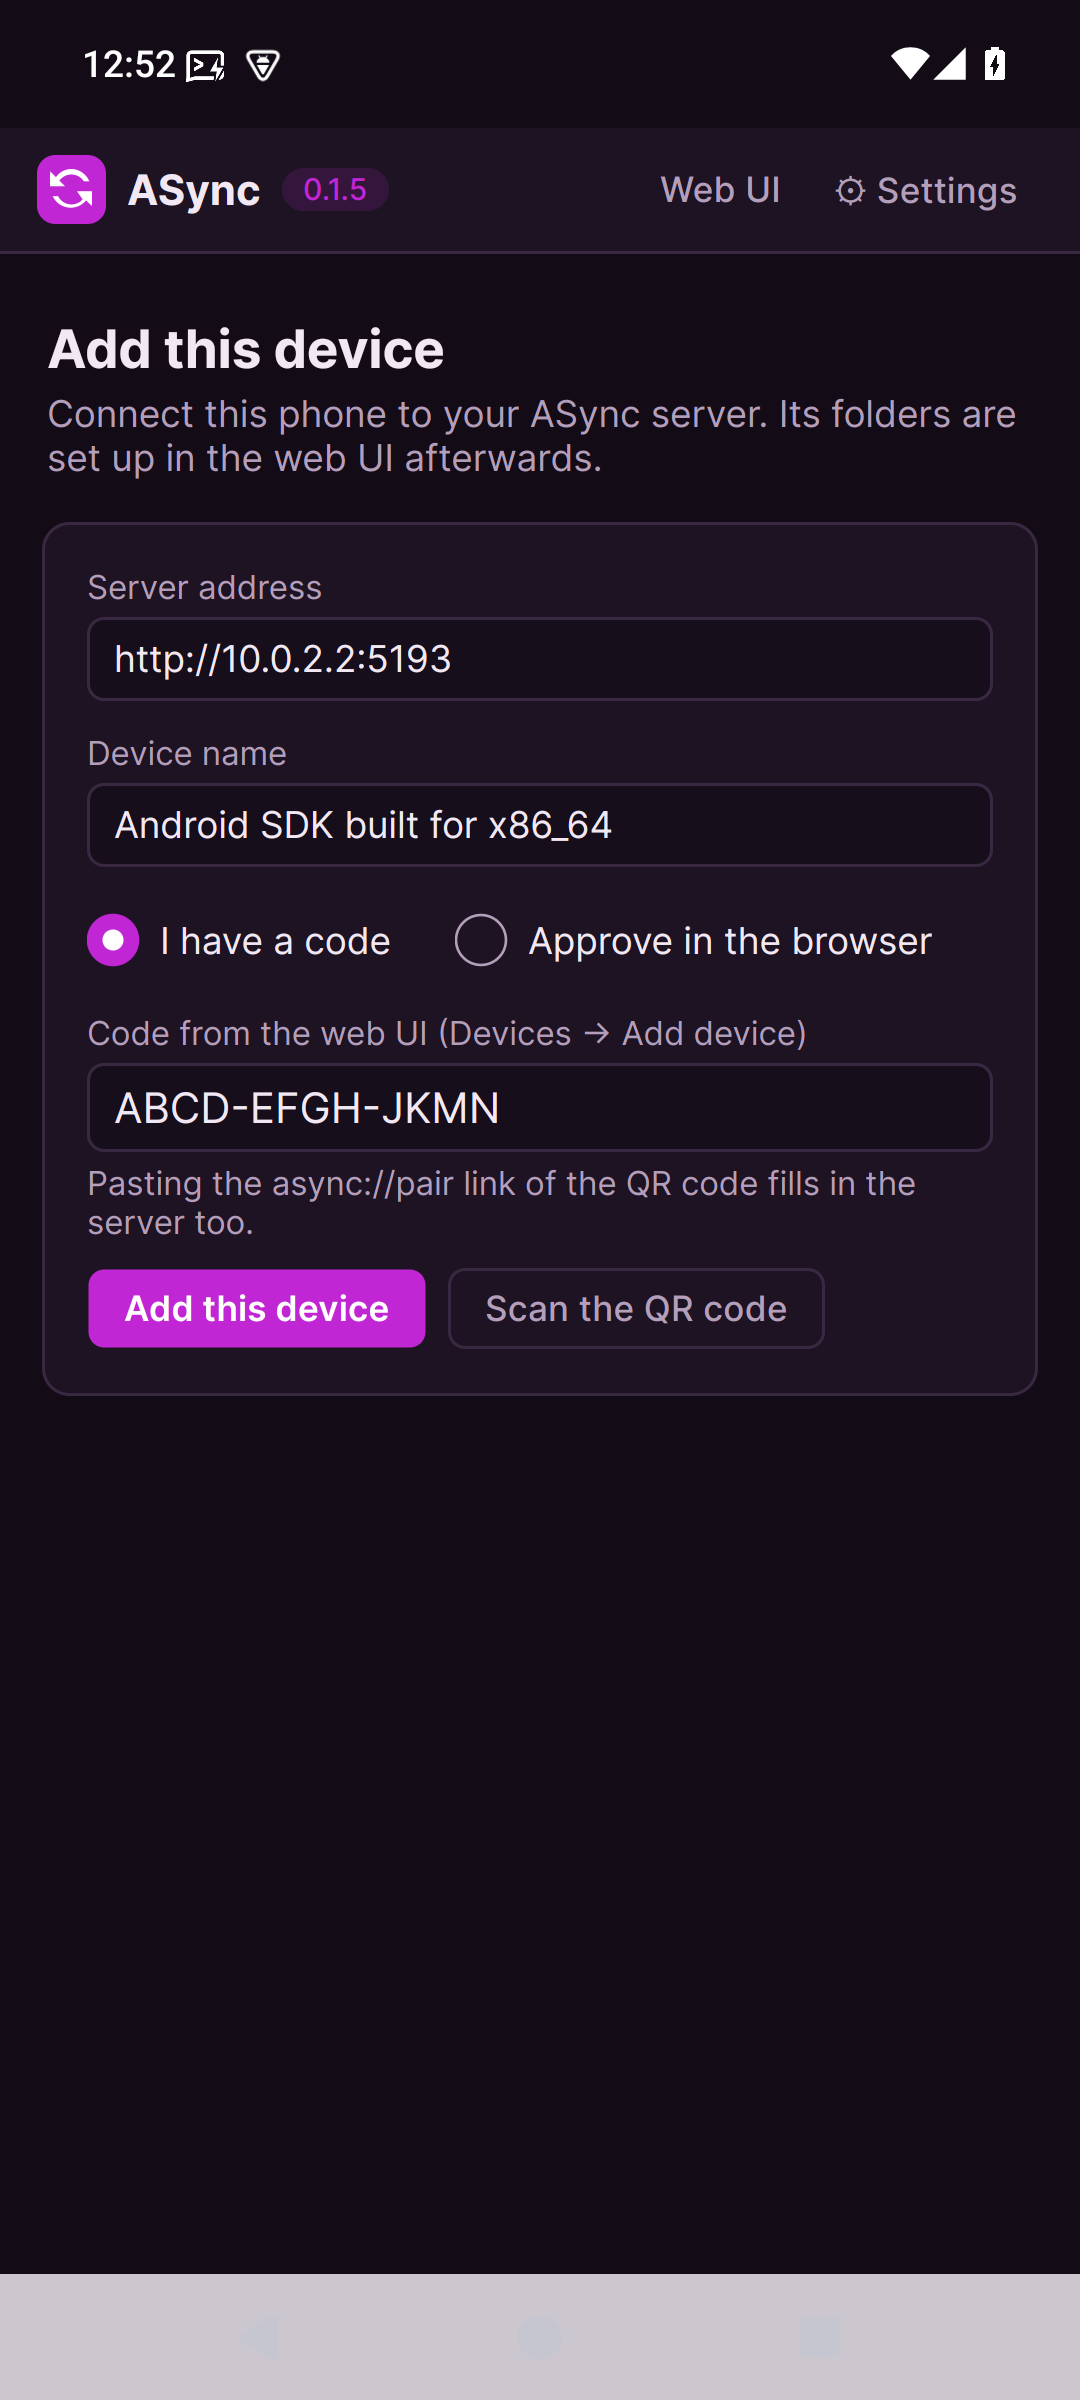 12:52
ASync 0.1.5 Web UI Settings
Add this device
Connect this phone to your ASync server. Its folders are
set up in the web UI afterwards.
Server address
http://10.0.2.2:5193
Device name
Android SDK built for x86_64
I have a code Approve in the browser
Code from the web UI (Devices → Add device)
ABCD-EFGH-JKMN
Pasting the async://pair link of the QR code fills in the
server too.
Add this device Scan the QR code